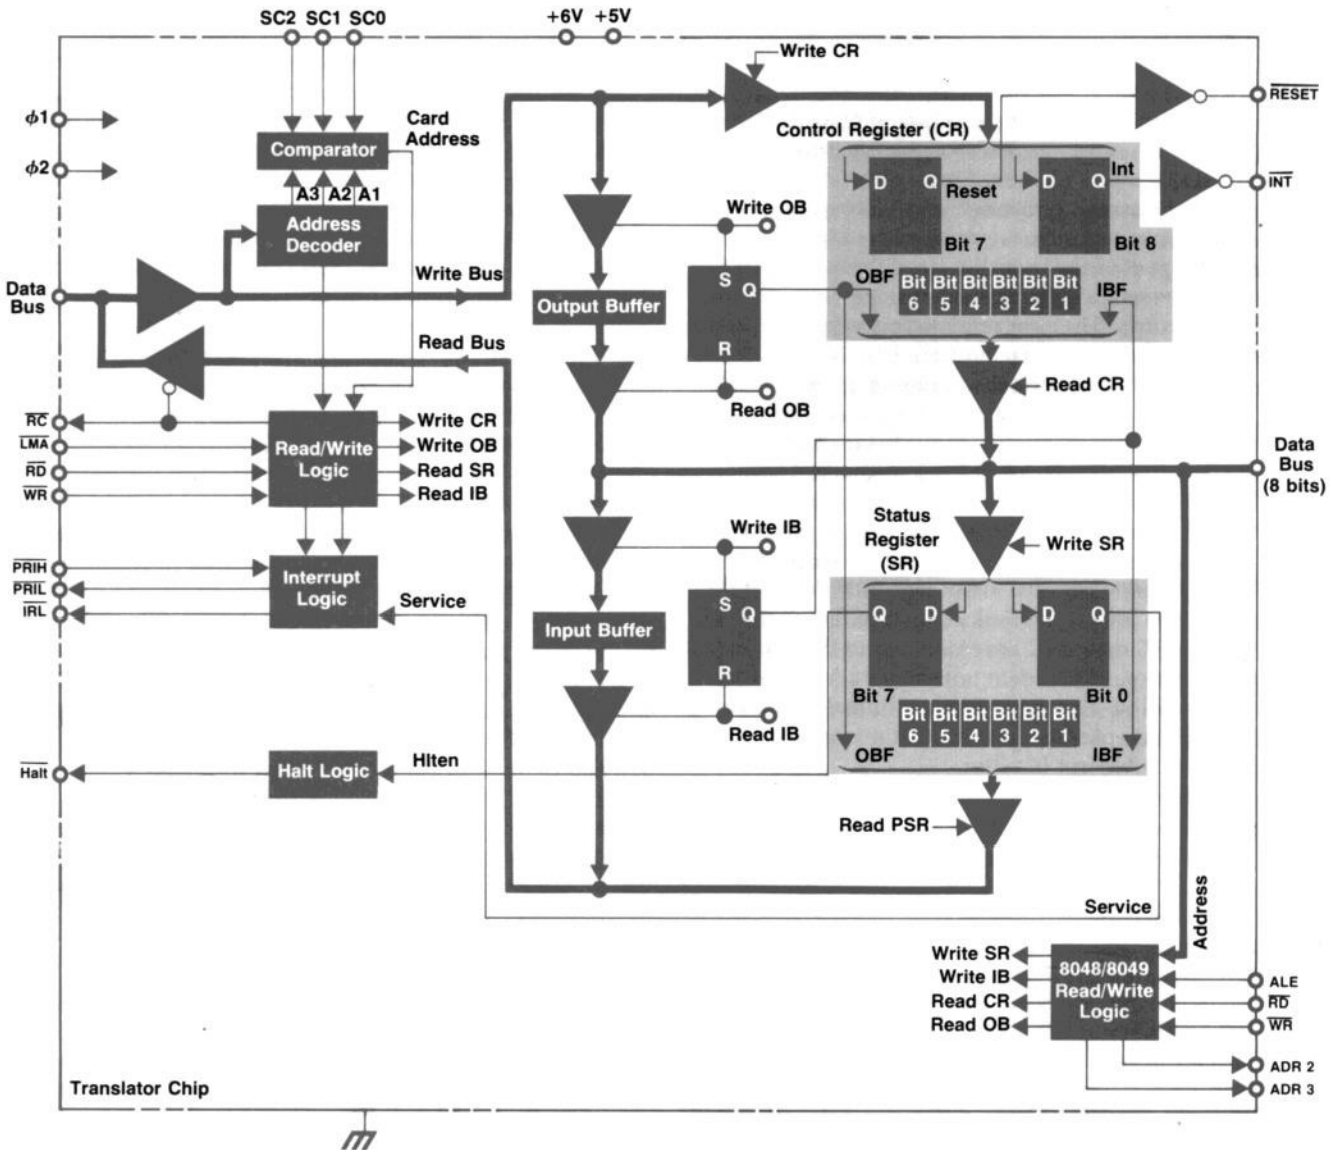 SC2 SC1 SC0
+6V +5V
Write CR
ϕ1
ϕ2
Card
Address
Comparator
A3 A2 A1
Address
Decoder
Control Register (CR)
RESET
INT
D Q
Reset
Bit 7
D Q
Int
Bit 8
Data
Bus
Write Bus
Write OB
S
Q
R
OBF
Bit 6
Bit 5
Bit 4
Bit 3
Bit 2
Bit 1
IBF
Output Buffer
Read Bus
Read OB
Read CR
RC
LMA
RD
WR
Read/Write
Logic
Write CR
Write OB
Read SR
Read IB
Data
Bus
(8 bits)
PRIH
PRIL
IRL
Interrupt
Logic
Service
Write IB
S
Q
R
Input Buffer
Read IB
Status
Register
(SR)
Write SR
Q D
Bit 7
D Q
Bit 0
Bit 6
Bit 5
Bit 4
Bit 3
Bit 2
Bit 1
OBF
IBF
Halt
Halt Logic
Hlten
Read PSR
Service
Address
Write SR
Write IB
Read CR
Read OB
8048/8049
Read/Write
Logic
ALE
RD
WR
ADR 2
ADR 3
Translator Chip